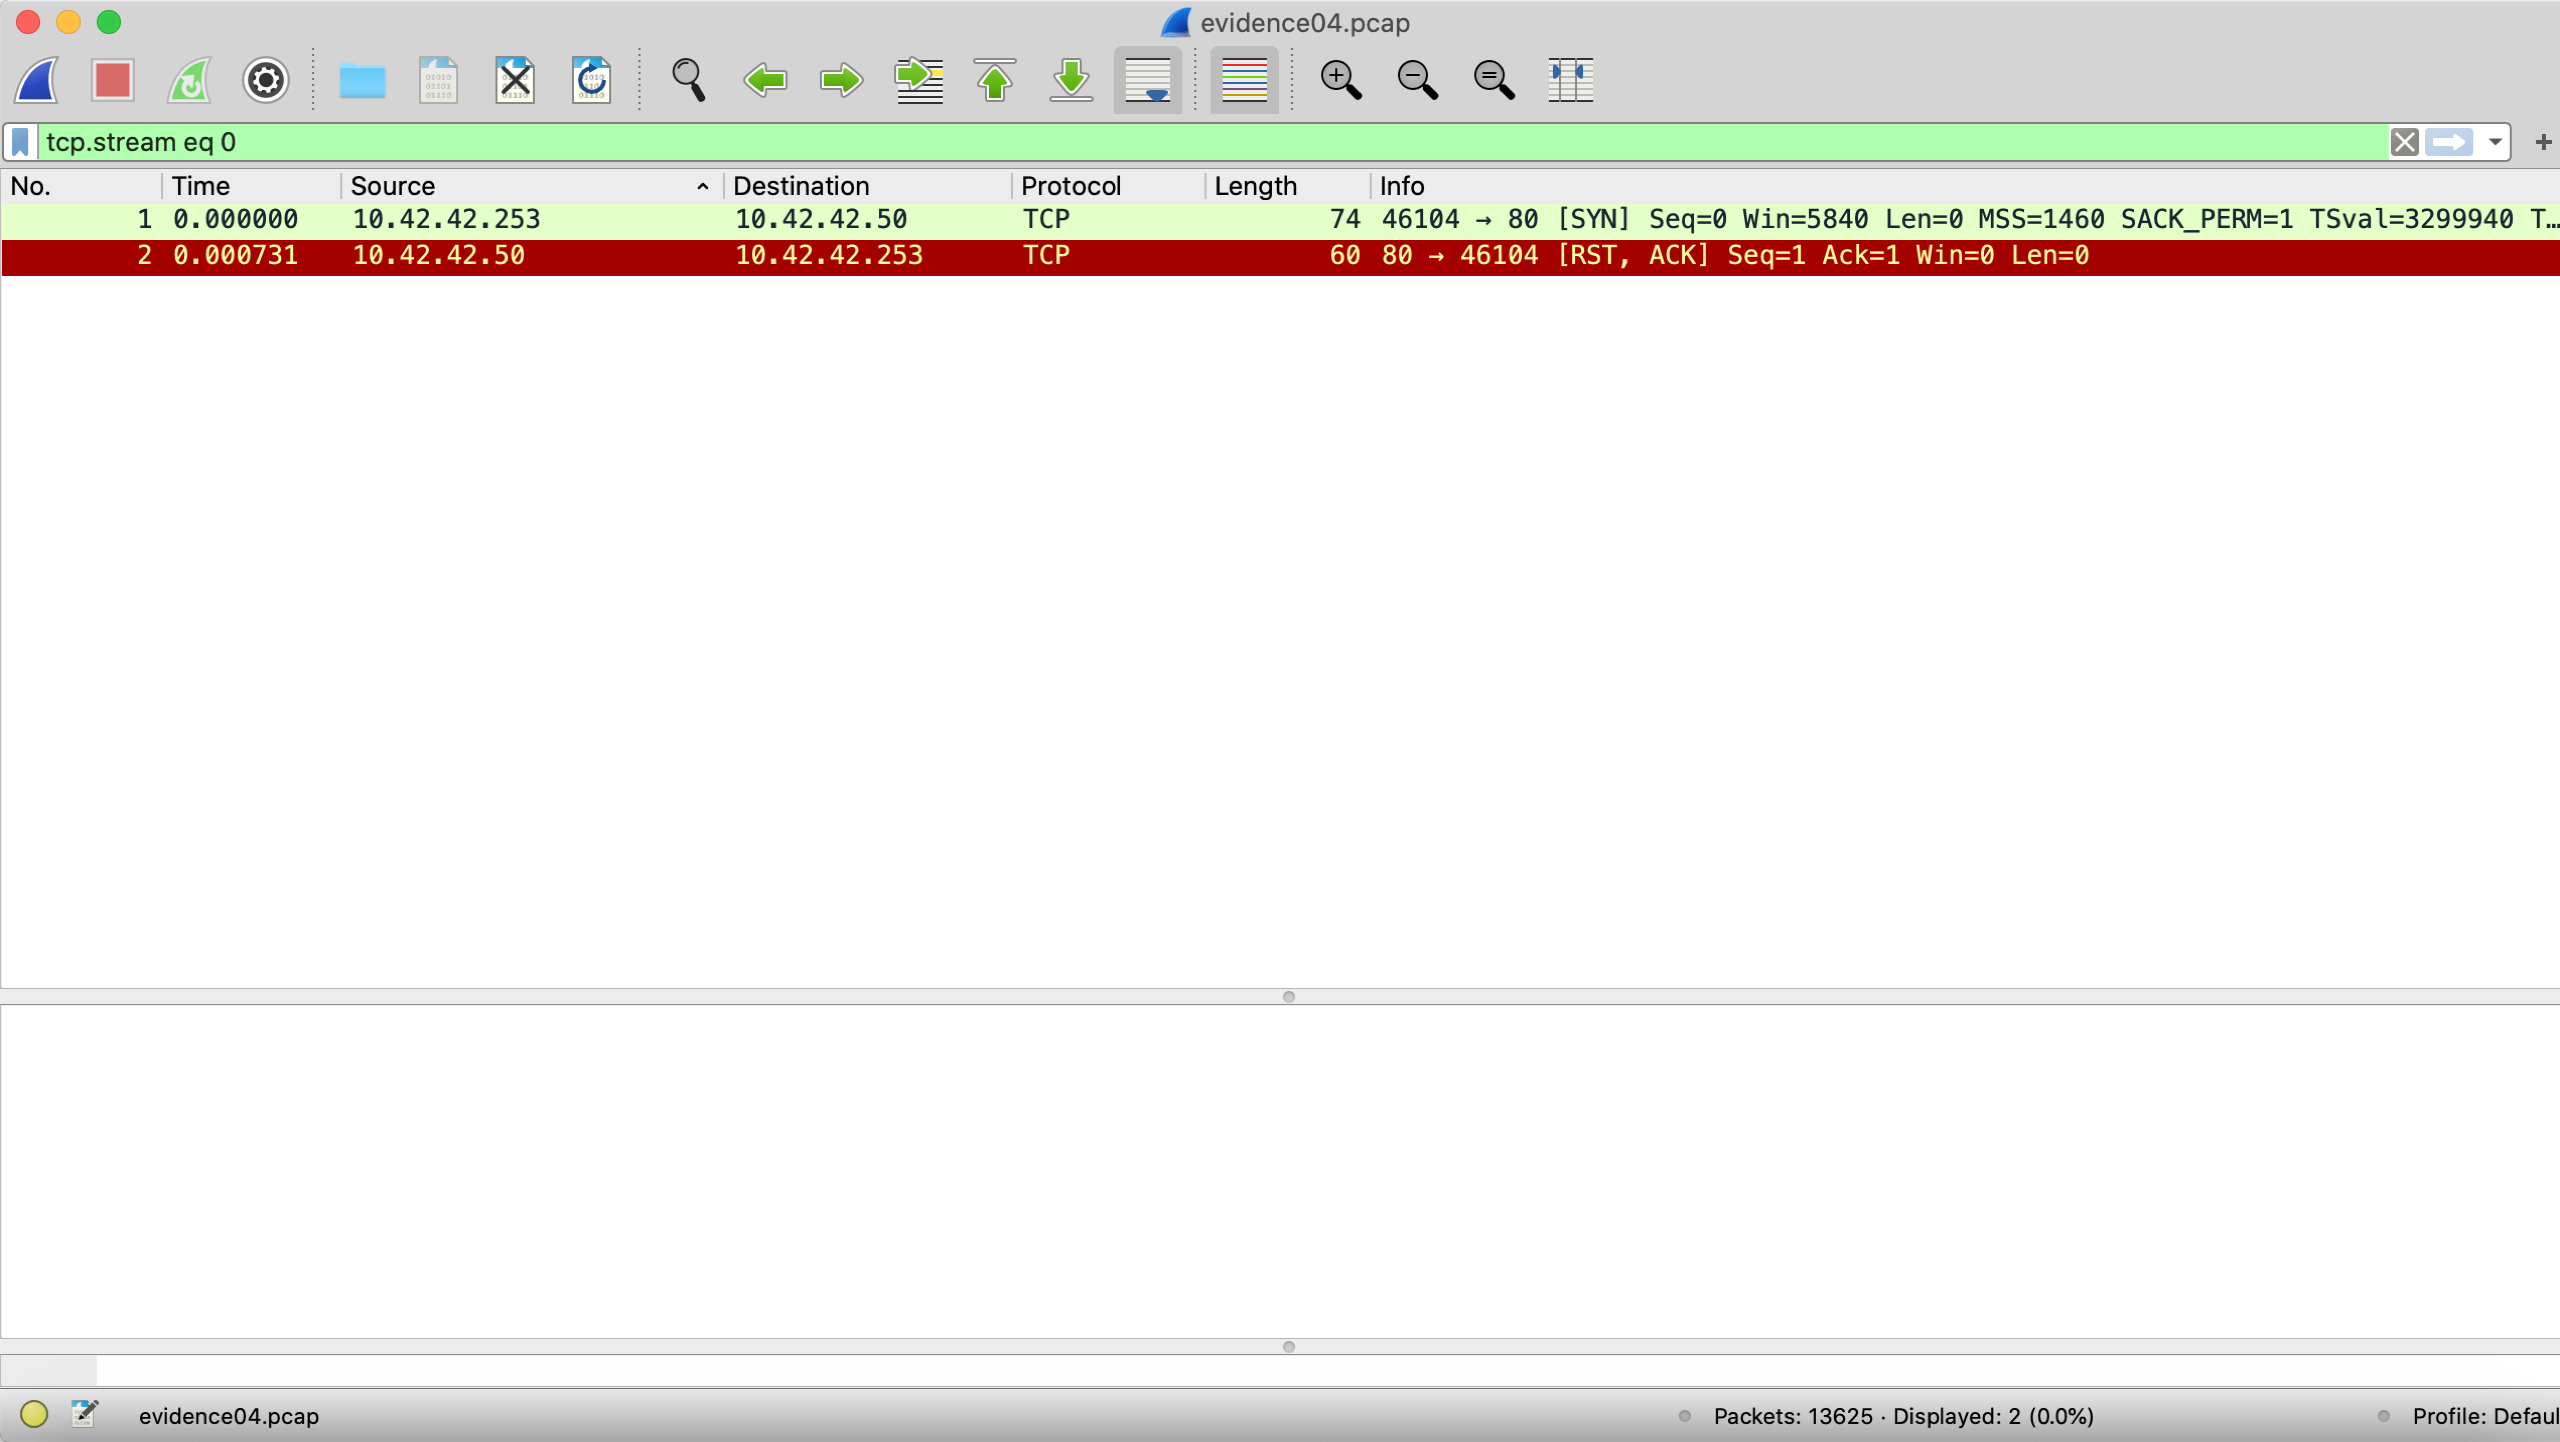 evidence04.pcap
tcp.stream eq 0
No. Time Source Destination Protocol Length Info
1 0.000000 10.42.42.253 10.42.42.50 TCP 74 46104 → 80 [SYN] Seq=0 Win=5840 Len=0 MSS=1460 SACK_PERM=1 TSval=3299940 T…
2 0.000731 10.42.42.50 10.42.42.253 TCP 60 80 → 46104 [RST, ACK] Seq=1 Ack=1 Win=0 Len=0
evidence04.pcap Packets: 13625 · Displayed: 2 (0.0%) Profile: Defaul